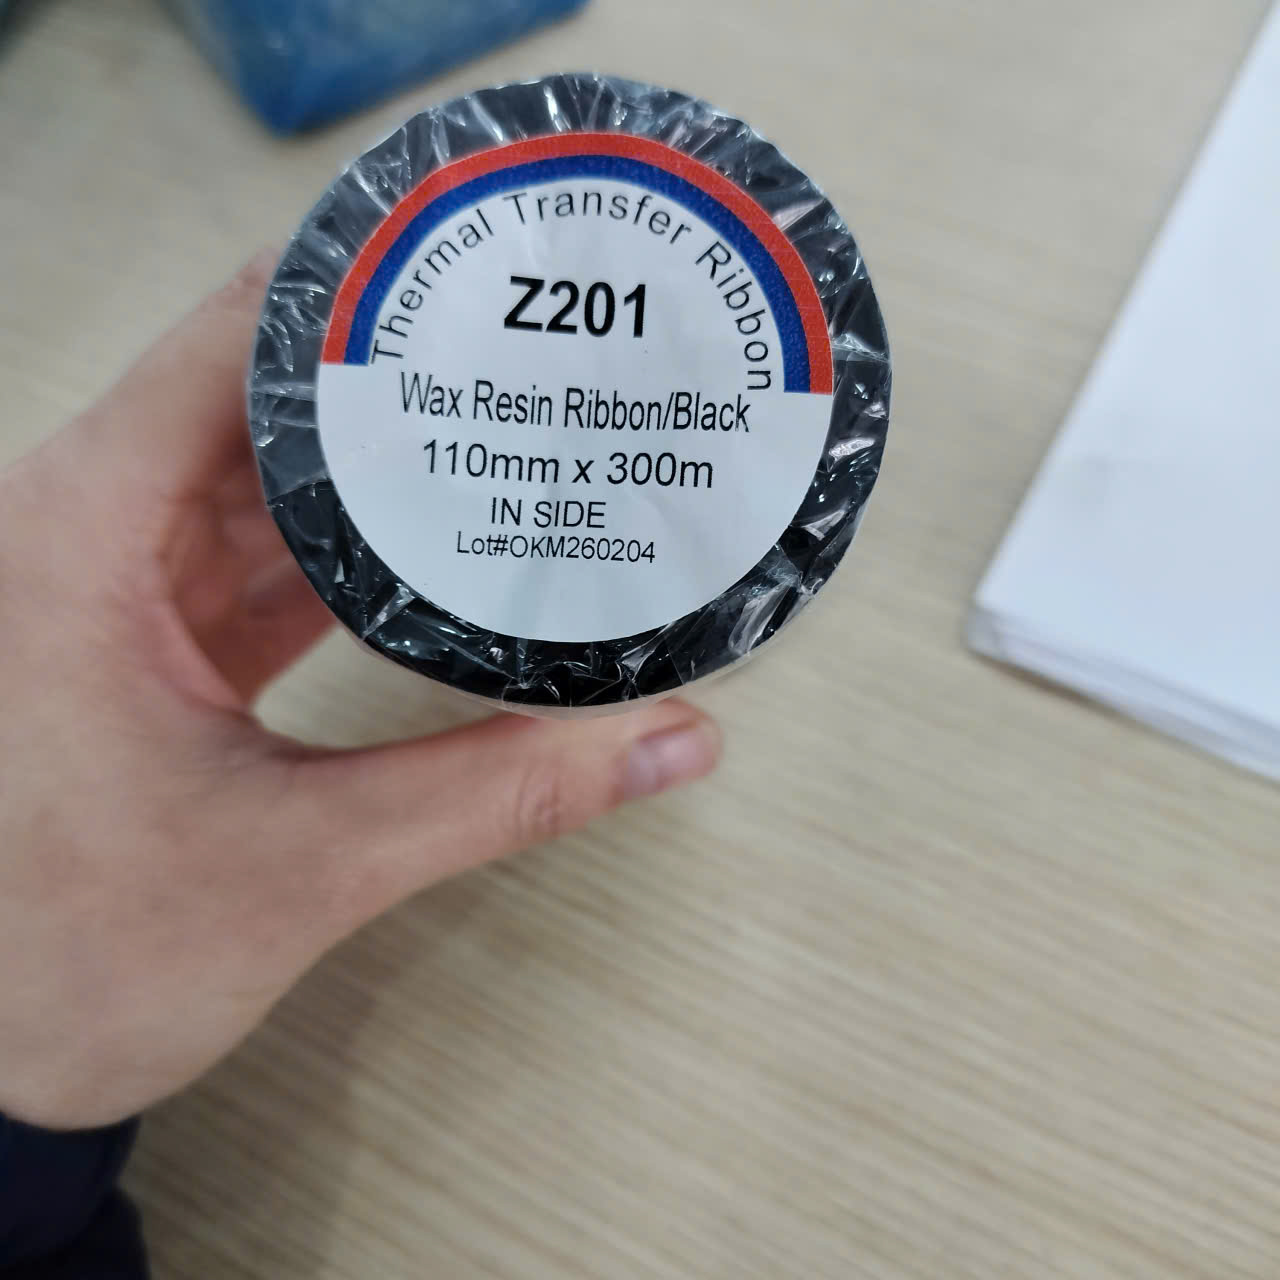 Thermal Transfer Ribbon
Z201
Wax Resin Ribbon/Black
110mm x 300m
IN SIDE
Lot#OKM260204